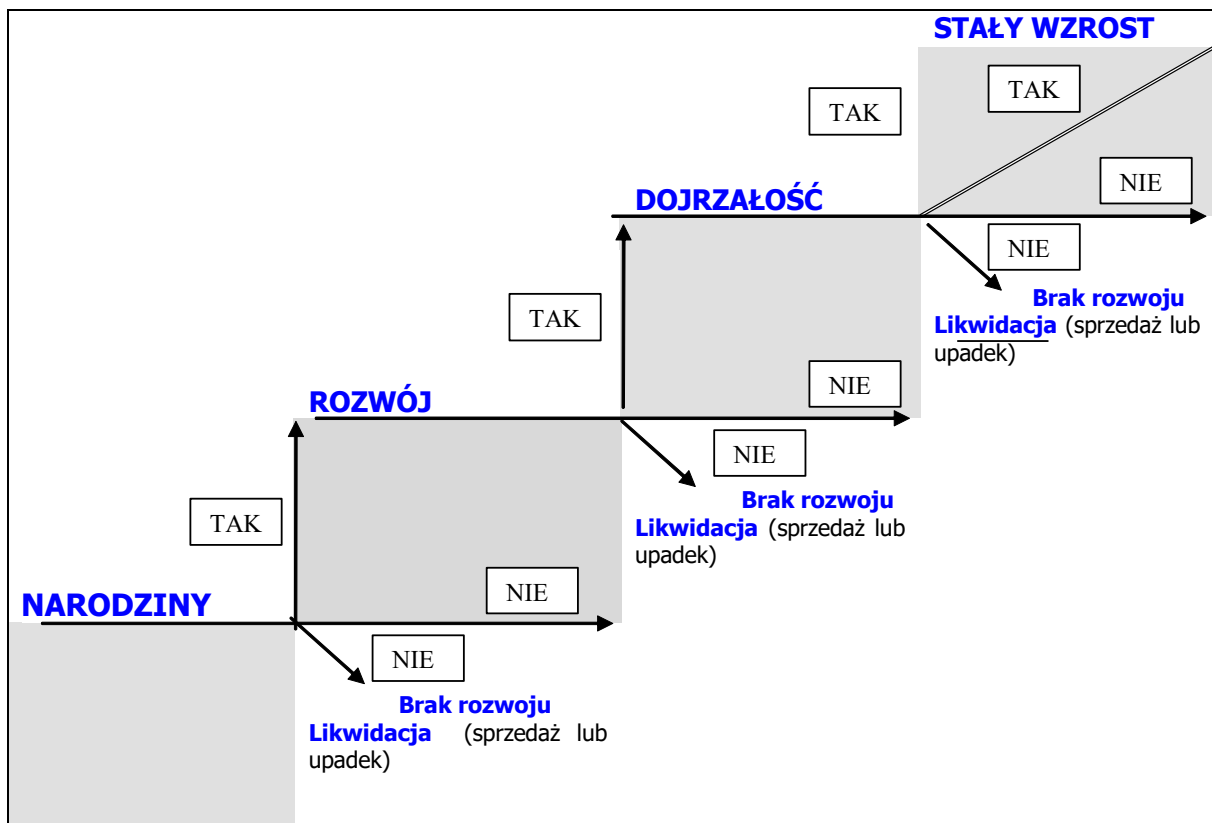 STAŁY WZROST
TAK
TAK
NIE
DOJRZAŁOŚĆ
NIE
Brak rozwoju
Likwidacja (sprzedaż lub
upadek)
TAK
NIE
ROZWÓJ
NIE
Brak rozwoju
Likwidacja (sprzedaż lub
upadek)
TAK
NIE
NARODZINY
NIE
Brak rozwoju
Likwidacja (sprzedaż lub
upadek)